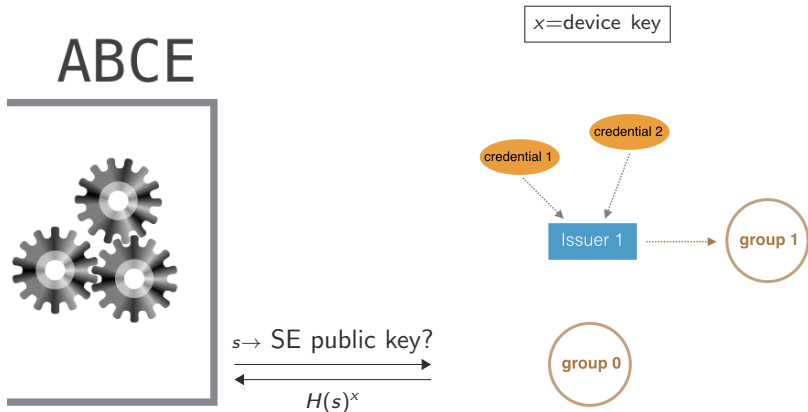 x=device key
ABCE
credential 2
credential 1
Issuer 1
group 1
s→ SE public key?
group 0
H(s)^x